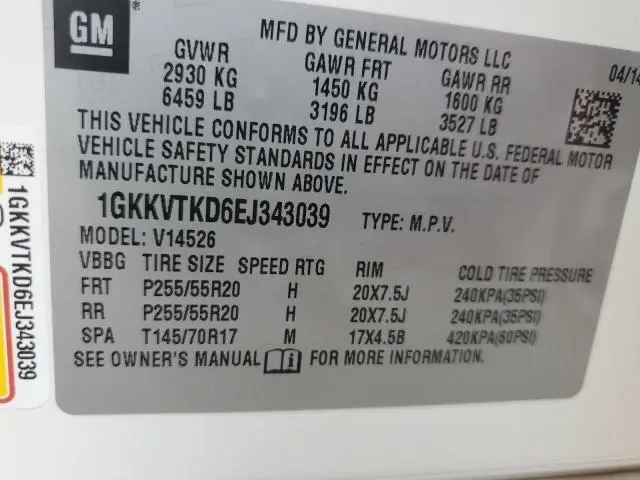 GM
®
MFD BY GENERAL MOTORS LLC
04/14
GVWR GAWR FRT GAWR RR
2930 KG 1450 KG 1600 KG
6459 LB 3196 LB 3527 LB
THIS VEHICLE CONFORMS TO ALL APPLICABLE U.S. FEDERAL MOTOR
VEHICLE SAFETY STANDARDS IN EFFECT ON THE DATE OF
MANUFACTURE SHOWN ABOVE.
1GKKVTKD6EJ343039 TYPE: M.P.V.
MODEL: V14526
VBBG TIRE SIZE SPEED RTG RIM COLD TIRE PRESSURE
FRT P255/55R20 H 20X7.5J 240KPA(35PSI)
RR P255/55R20 H 20X7.5J 240KPA(35PSI)
SPA T145/70R17 M 17X4.5B 420KPA(60PSI)
SEE OWNER'S MANUAL i FOR MORE INFORMATION.
1GKKVTKD6EJ343039